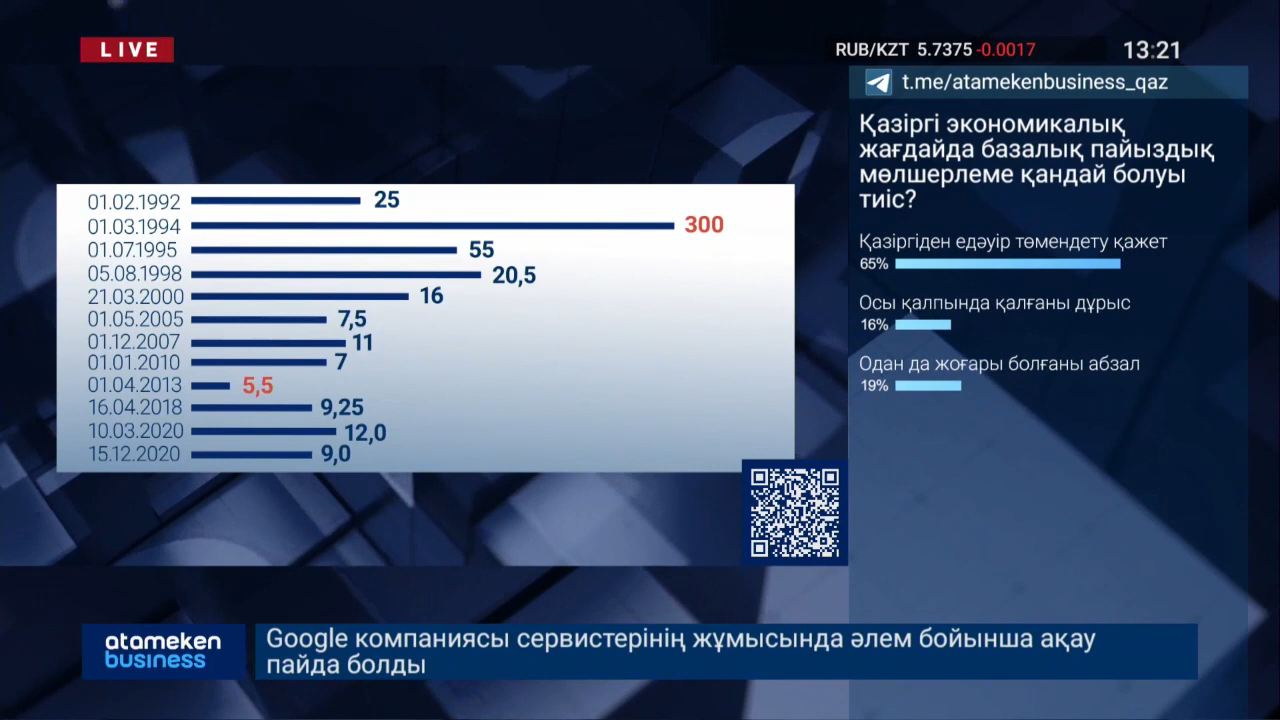 LIVE
RUB/KZT 5.7375 -0.0017
13:21
t.me/atamekenbusiness_qaz
01.02.1992 25
01.03.1994 300
01.07.1995 55
05.08.1998 20,5
21.03.2000 16
01.05.2005 7,5
01.12.2007 11
01.01.2010 7
01.04.2013 5,5
16.04.2018 9,25
10.03.2020 12,0
15.12.2020 9,0
Қазіргі экономикалық
жағдайда базалық пайыздық
мөлшерлеме қандай болуы
тиіс?
Қазіргіден едәуір төмендету қажет
65%
Осы қалпында қалғаны дұрыс
16%
Одан да жоғары болғаны абзал
19%
atameken
business
Google компаниясы сервистерінің жұмысында әлем бойынша ақау
пайда болды